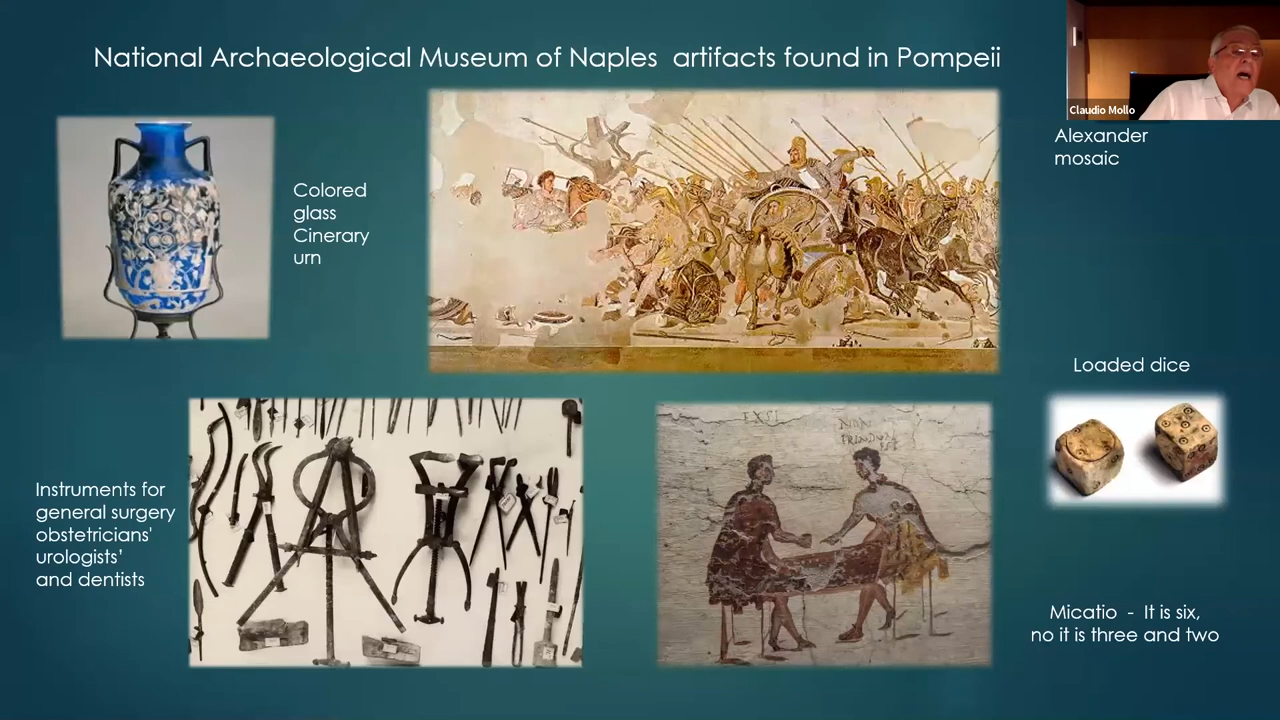 National Archaeological Museum of Naples artifacts found in Pompeii
Claudio Mollo
Alexander
mosaic
Colored
glass
Cinerary
urn
Loaded dice
EXSI
NON
Instruments for
general surgery
obstetricians'
urologists'
and dentists
Micatio - It is six,
no it is three and two